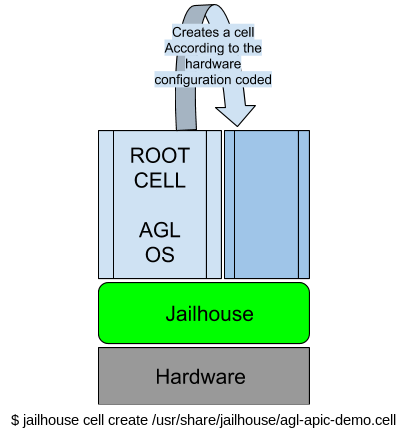 Creates a cell
According to the
hardware
configuration coded
ROOT
CELL
AGL
OS
Jailhouse
Hardware
$ jailhouse cell create /usr/share/jailhouse/agl-apic-demo.cell